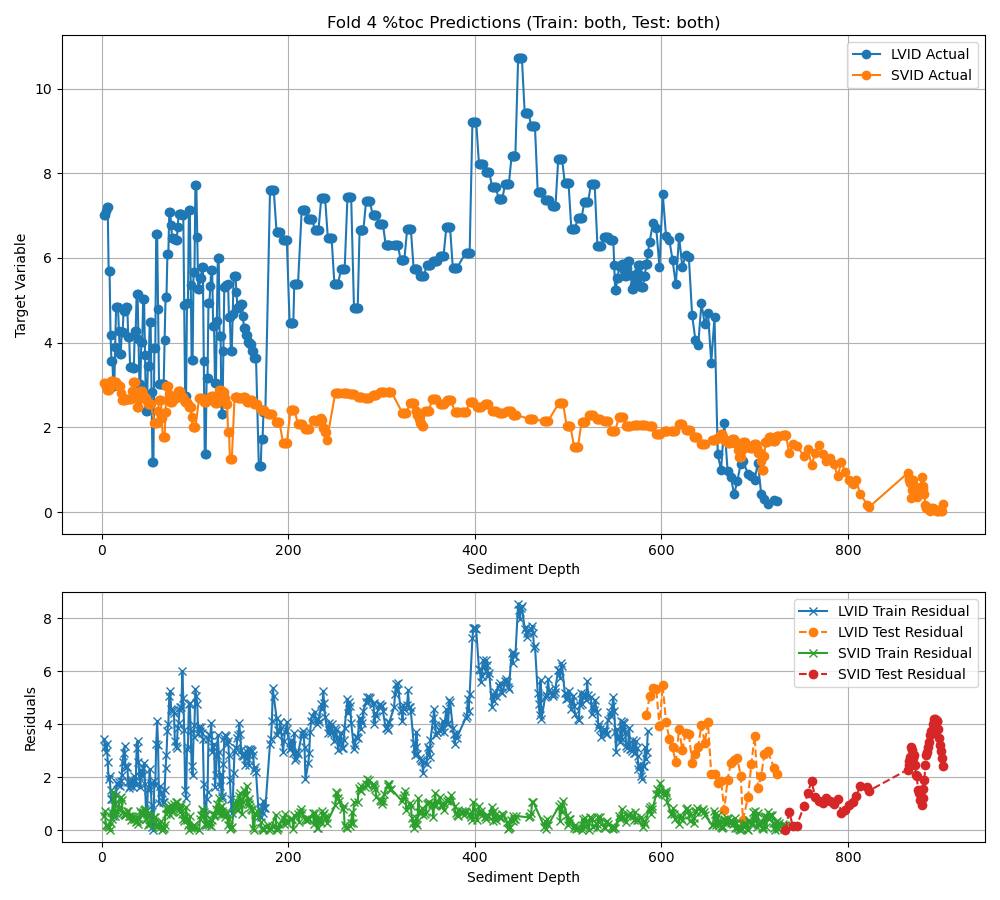 Fold 4 %toc Predictions (Train: both, Test: both)
LVID Actual
SVID Actual
Target Variable
10
8
6
4
2
0
0 200 400 600 800
Sediment Depth
LVID Train Residual
LVID Test Residual
SVID Train Residual
SVID Test Residual
Residuals
8
6
4
2
0
0 200 400 600 800
Sediment Depth